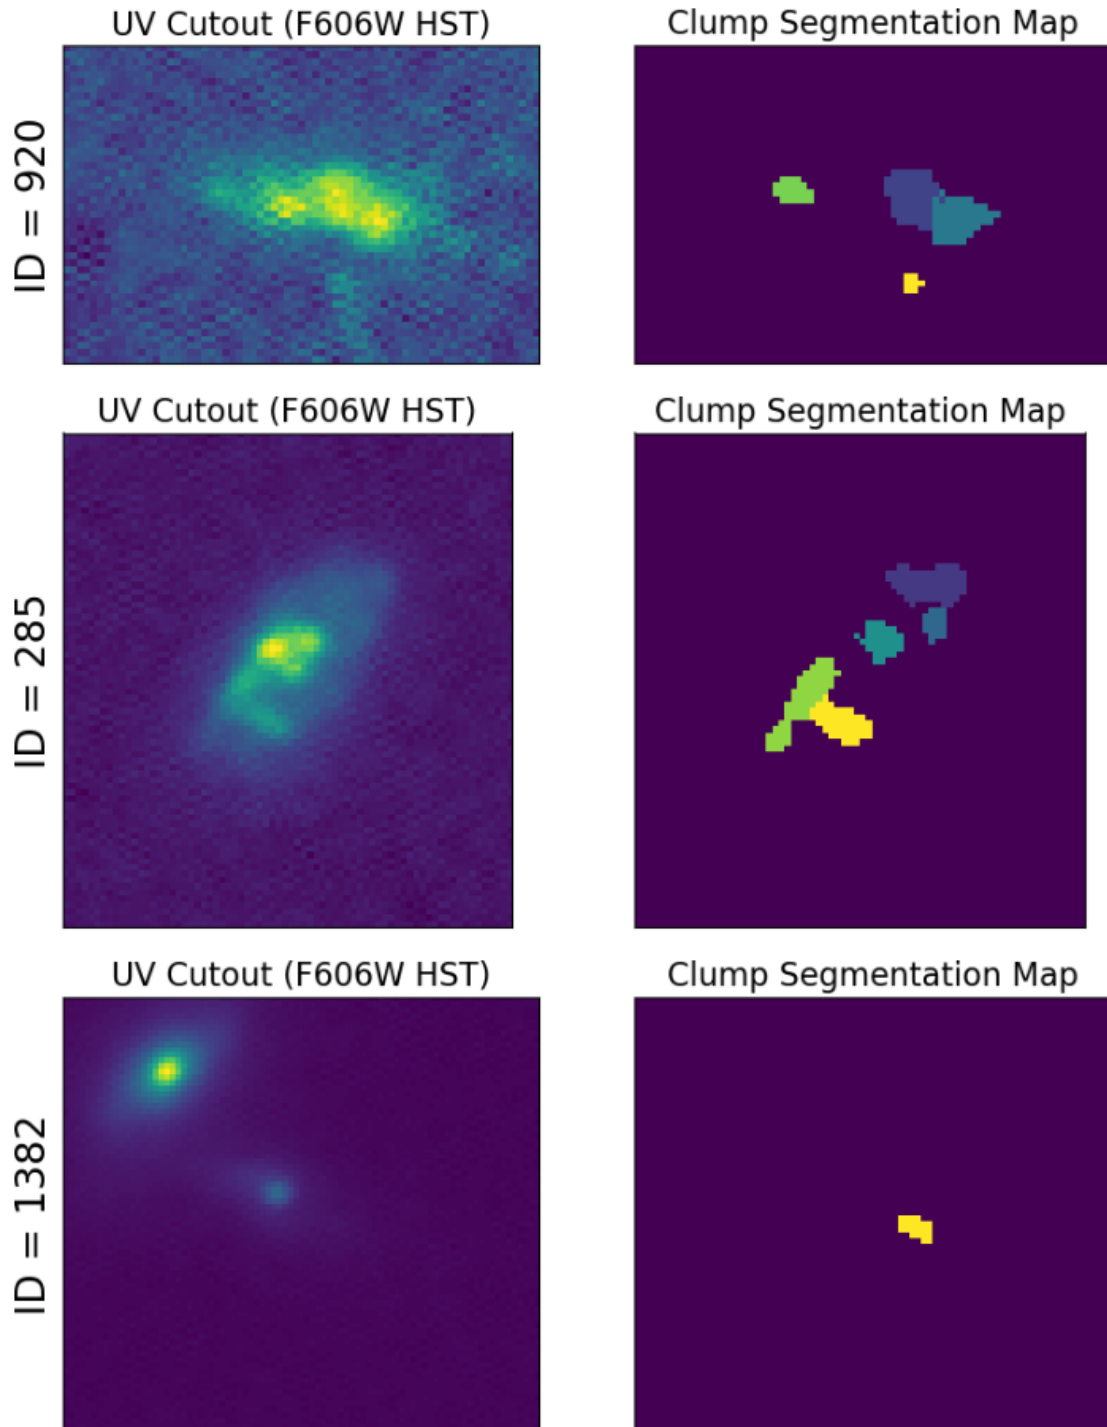 UV Cutout (F606W HST)
Clump Segmentation Map
ID = 920
UV Cutout (F606W HST)
Clump Segmentation Map
ID = 285
UV Cutout (F606W HST)
Clump Segmentation Map
ID = 1382